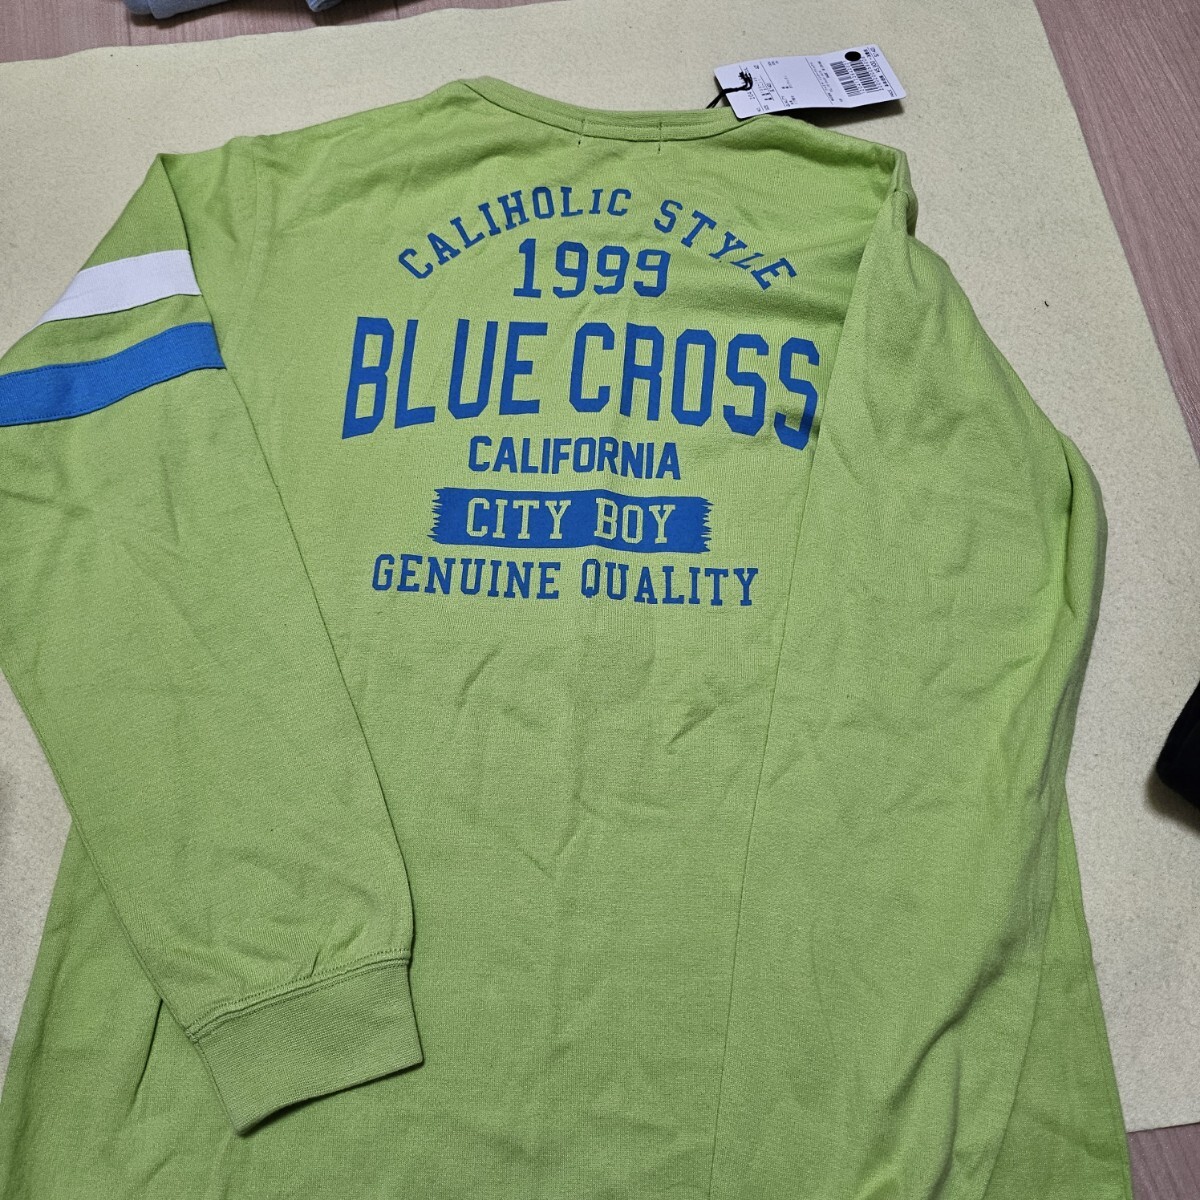 CALIHOLIC STYLE
1999
BLUE CROSS
CALIFORNIA
CITY BOY
GENUINE QUALITY